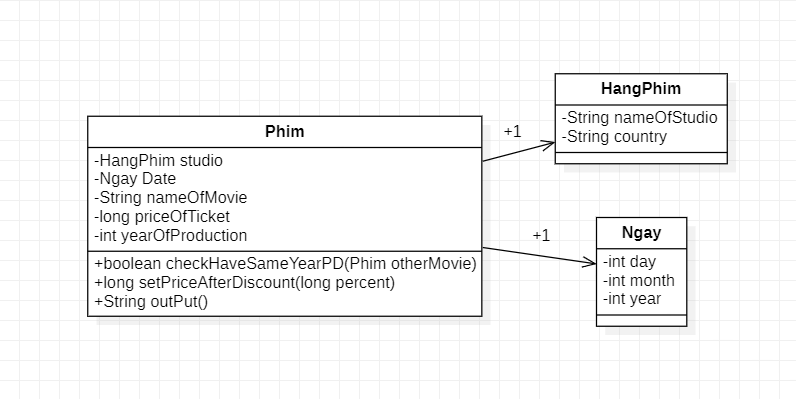 Phim
-HangPhim studio
-Ngay Date
-String nameOfMovie
-long priceOfTicket
-int yearOfProduction
+boolean checkHaveSameYearPD(Phim otherMovie)
+long setPriceAfterDiscount(long percent)
+String outPut()
+1
HangPhim
-String nameOfStudio
-String country
+1
Ngay
-int day
-int month
-int year